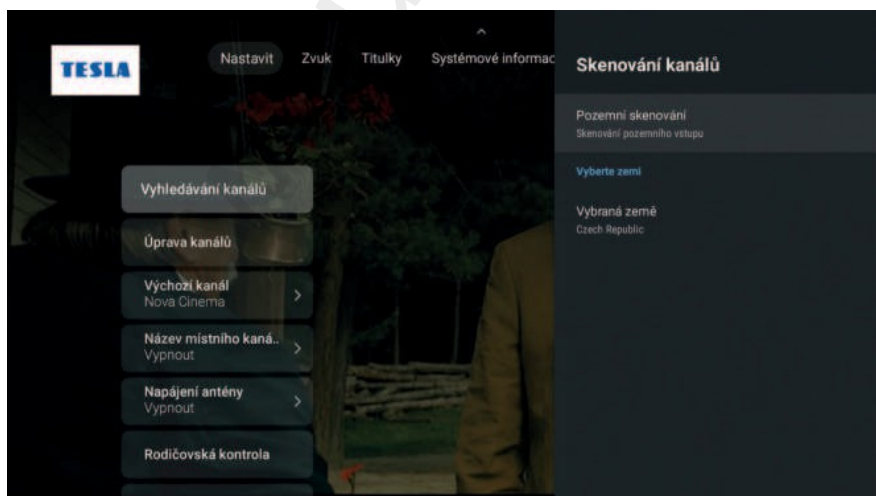 TESLA
Nastavit Zvuk Titulky Systémové informac
Vyhledávání kanálů
Úprava kanálů
Výchozí kanál
Nova Cinema
Název místního kaná..
Vypnout
Napájení antény
Vypnout
Rodičovská kontrola
Skenování kanálů
Pozemní skenování
Skenování pozemního vstupu
Vyberte zemi
Vybraná země
Czech Republic